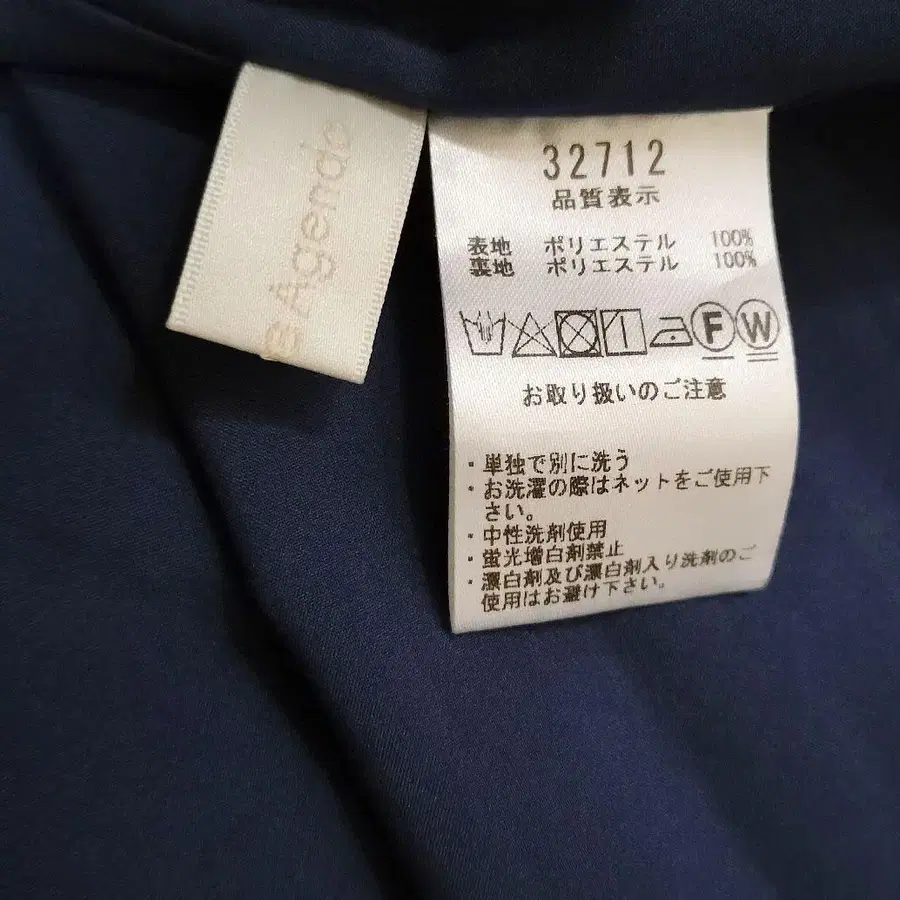 Agendo
32712
品質表示
表地 ポリエステル 100%
裏地 ポリエステル 100%
F W
お取り扱いのご注意
・単独で別に洗う
・お洗濯の際はネットをご使用下
さい。
・中性洗剤使用
・蛍光増白剤禁止
・漂白剤及び漂白剤入り洗剤のご
使用はお避け下さい。